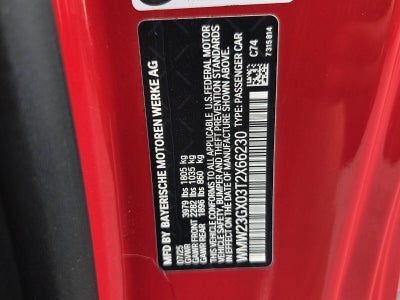 MFD BY BAYERISCHE MOTOREN WERKE AG
07/25
GVWR 3979 lbs 1805 kg
GAWR FRONT 2282 lbs 1035 kg
GAWR REAR 1896 lbs 860 kg
THIS VEHICLE CONFORMS TO ALL APPLICABLE U.S. FEDERAL MOTOR
VEHICLE SAFETY, BUMPER AND THEFT PREVENTION STANDARDS
IN EFFECT ON THE DATE OF MANUFACTURE SHOWN ABOVE.
WMW23GX03T2X66230 TYPE: PASSENGER CAR
C74
7315814